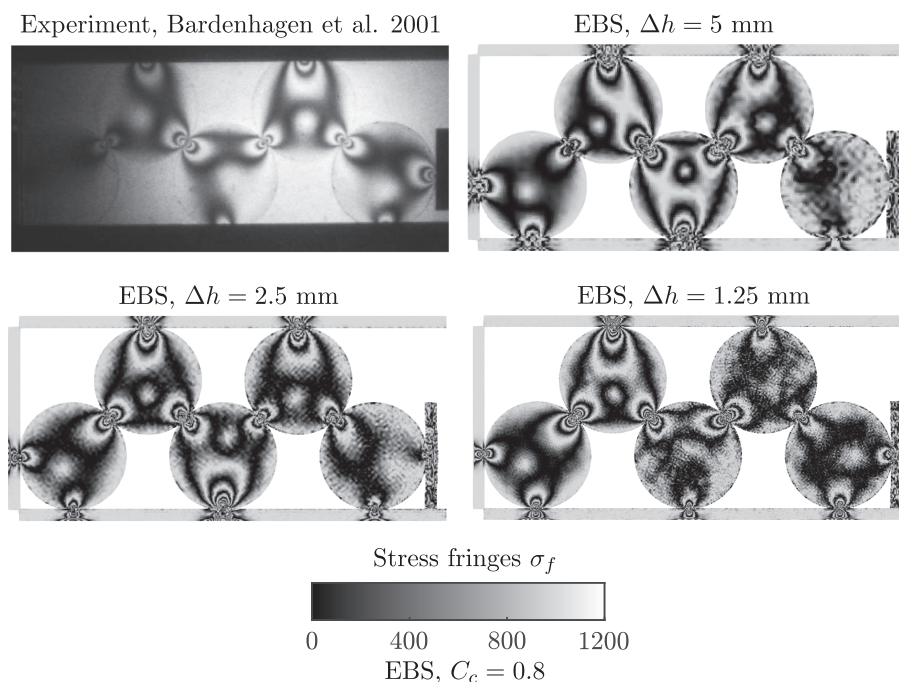 Experiment, Bardenhagen et al. 2001
EBS, Δh = 5 mm
EBS, Δh = 2.5 mm
EBS, Δh = 1.25 mm
Stress fringes σ_f
0 400 800 1200
EBS, C_c = 0.8